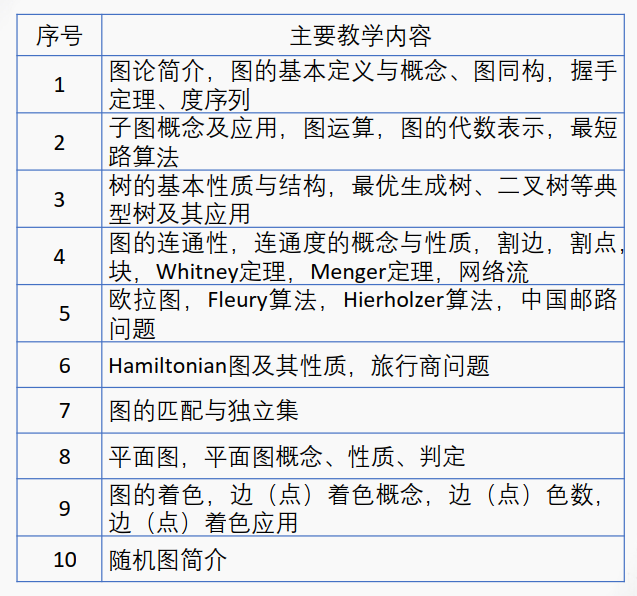 序号 主要教学内容
1 图论简介，图的基本定义与概念、图同构，握手
定理、度序列
2 子图概念及应用，图运算，图的代数表示，最短
路算法
3 树的基本性质与结构，最优生成树、二叉树等典
型树及其应用
4 图的连通性，连通度的概念与性质，割边，割点，
块，Whitney定理，Menger定理，网络流
5 欧拉图，Fleury算法，Hierholzer算法，中国邮路
问题
6 Hamiltonian图及其性质，旅行商问题
7 图的匹配与独立集
8 平面图，平面图概念、性质、判定
9 图的着色，边（点）着色概念，边（点）色数，
边（点）着色应用
10 随机图简介